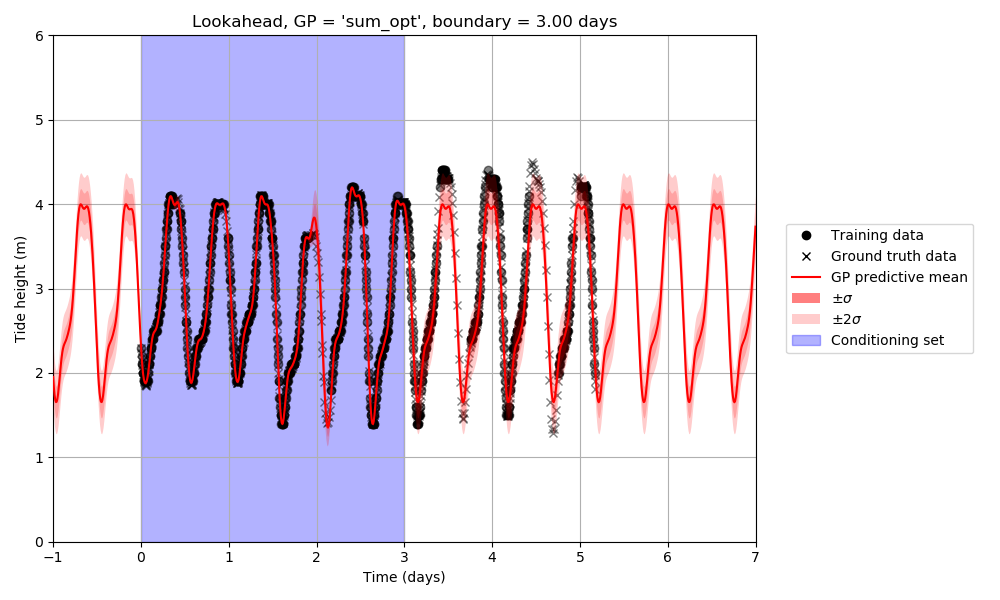 Lookahead, GP = 'sum_opt', boundary = 3.00 days
Tide height (m)
6
5
4
3
2
1
0
−1
0
1
2
3
4
5
6
7
Time (days)
Training data
Ground truth data
GP predictive mean
±σ
±2σ
Conditioning set